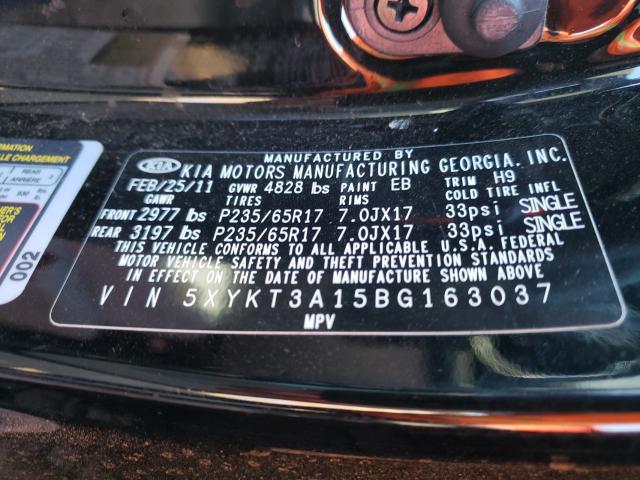 MANUFACTURED BY
KIA KIA MOTORS MANUFACTURING GEORGIA, INC.
FEB/25/11 GVWR 4828 lbs PAINT EB TRIM H9
GAWR TIRES RIMS COLD TIRE INFL
FRONT 2977 lbs P235/65R17 7.0JX17 33psi SINGLE
REAR 3197 lbs P235/65R17 7.0JX17 33psi SINGLE
THIS VEHICLE CONFORMS TO ALL APPLICABLE U.S.A. FEDERAL
MOTOR VEHICLE SAFETY AND THEFT PREVENTION STANDARDS
IN EFFECT ON THE DATE OF MANUFACTURE SHOWN ABOVE
VIN 5XYKT3A15BG163037
MPV
REAR
ARRIÈRE
002